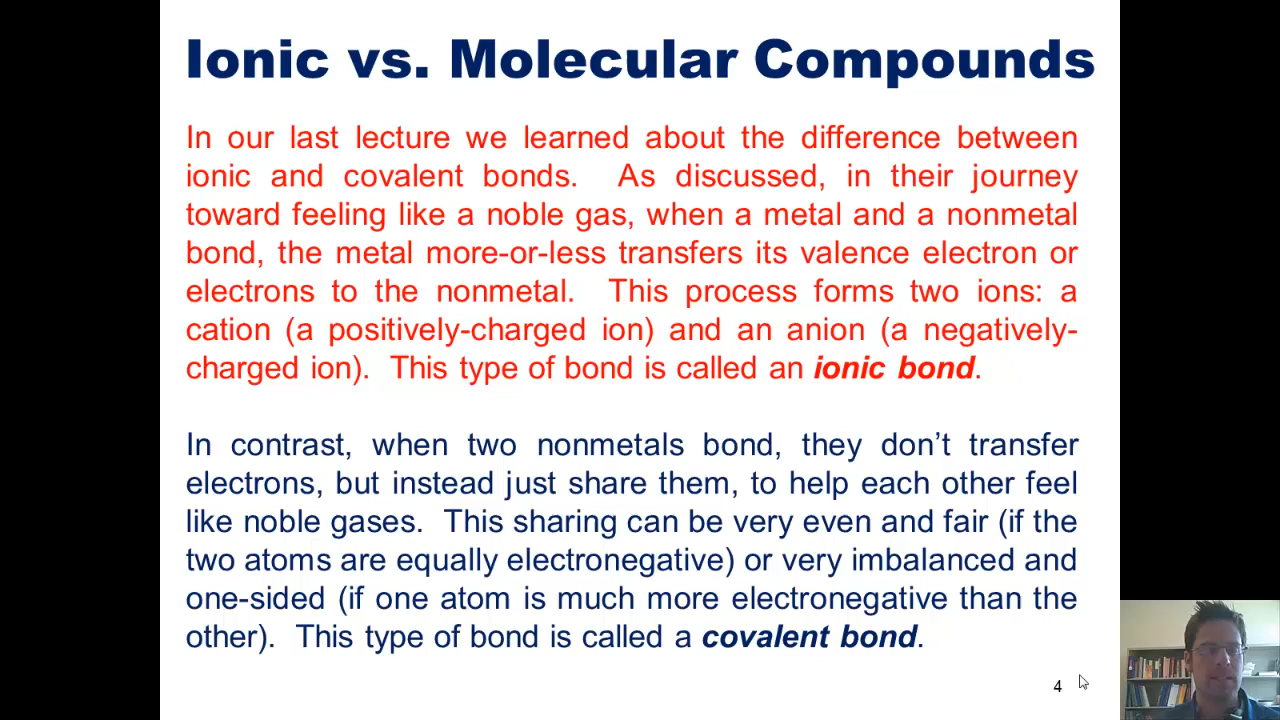 Ionic vs. Molecular Compounds
In our last lecture we learned about the difference between
ionic and covalent bonds. As discussed, in their journey
toward feeling like a noble gas, when a metal and a nonmetal
bond, the metal more-or-less transfers its valence electron or
electrons to the nonmetal. This process forms two ions: a
cation (a positively-charged ion) and an anion (a negatively-
charged ion). This type of bond is called an ionic bond.
In contrast, when two nonmetals bond, they don’t transfer
electrons, but instead just share them, to help each other feel
like noble gases. This sharing can be very even and fair (if the
two atoms are equally electronegative) or very imbalanced and
one-sided (if one atom is much more electronegative than the
other). This type of bond is called a covalent bond.
4